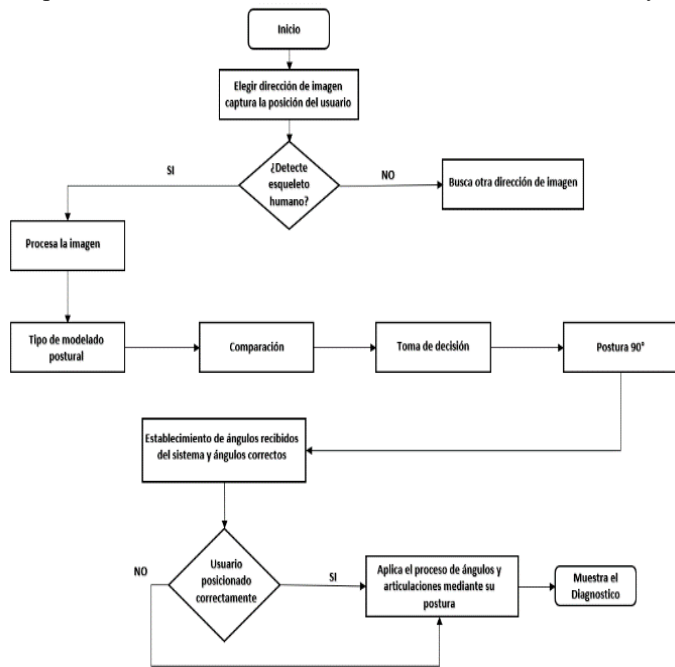 Inicio
Elegir dirección de imagen
captura la posición del usuario
¿Detecte
esqueleto
humano?
SI
NO
Busca otra dirección de imagen
Procesa la imagen
Tipo de modelado
postural
Comparación
Toma de decisión
Postura 90°
Establecimiento de ángulos recibidos
del sistema y ángulos correctos
Usuario
posicionado
correctamente
NO
SI
Aplica el proceso de ángulos y
articulaciones mediante su
postura
Muestra el
Diagnostico